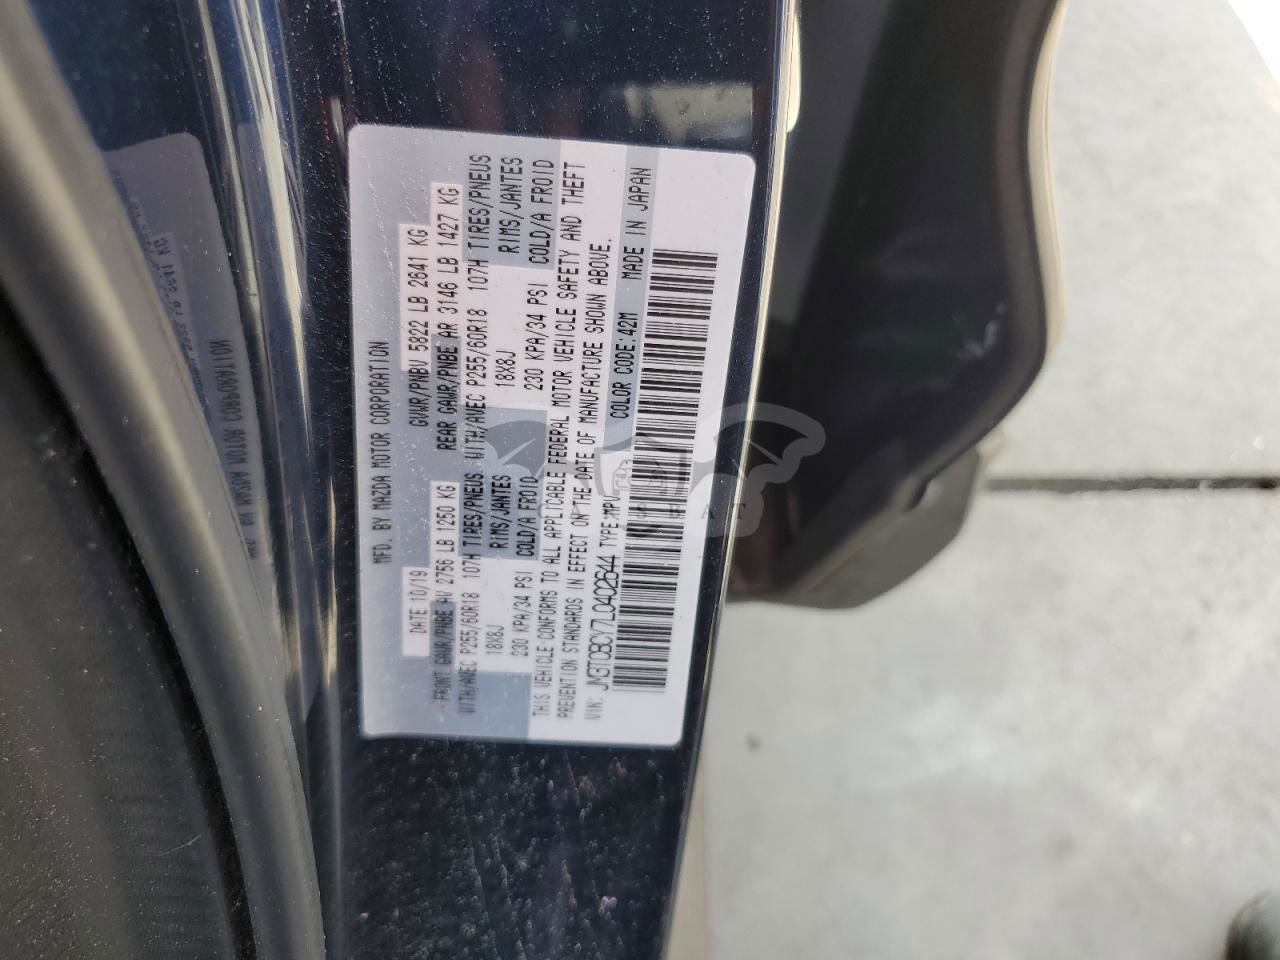 MFD. BY MAZDA MOTOR CORPORATION
DATE 10/19 GVWR/PNBV 5822 LB 2641 KG
FRONT GAWR/PNBE AV 2756 LB 1250 KG REAR GAWR/PNBE AR 3146 LB 1427 KG
WITH/AVEC P255/60R18 107H TIRES/PNEUS WITH/AVEC P255/60R18 107H TIRES/PNEUS
18X8J RIMS/JANTES 18X8J RIMS/JANTES
230 KPA/34 PSI COLD/A FROID 230 KPA/34 PSI COLD/A FROID
THIS VEHICLE CONFORMS TO ALL APPLICABLE FEDERAL MOTOR VEHICLE SAFETY AND THEFT
PREVENTION STANDARDS IN EFFECT ON THE DATE OF MANUFACTURE SHOWN ABOVE.
VIN: JM3TCBCY7L0402644 TYPE:MPV COLOR CODE:42M MADE IN JAPAN